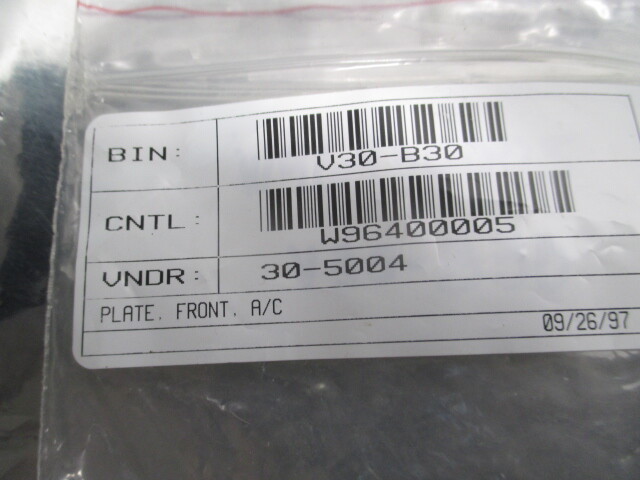 BIN: V30-B30
CNTL: W96400005
VNDR: 30-5004
PLATE, FRONT, A/C
09/26/97